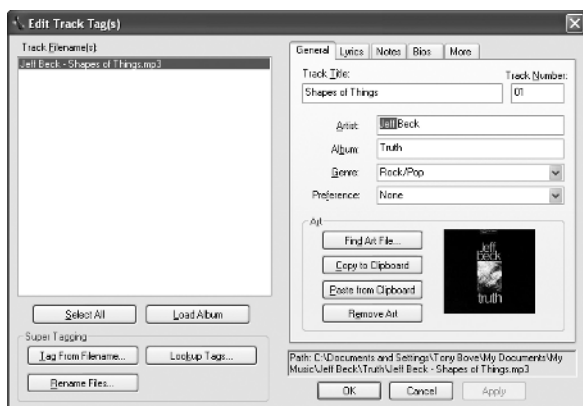 Edit Track Tag(s)
Track Filename(s):
Jeff Beck - Shapes of Things.mp3
Select All
Load Album
Super Tagging
Tag From Filename...
Lookup Tags...
Rename Files...
General
Lyrics
Notes
Bios
More
Track Title:
Track Number:
Shapes of Things
01
Artist:
Jeff Beck
Album:
Truth
Genre:
Rock/Pop
Preference:
None
Art
Find Art File...
Copy to Clipboard
Paste from Clipboard
Remove Art
jeff
beck
truth
Path: C:\Documents and Settings\Tony Bove\My Documents\My
Music\Jeff Beck\Truth\Jeff Beck - Shapes of Things.mp3
OK
Cancel
Apply